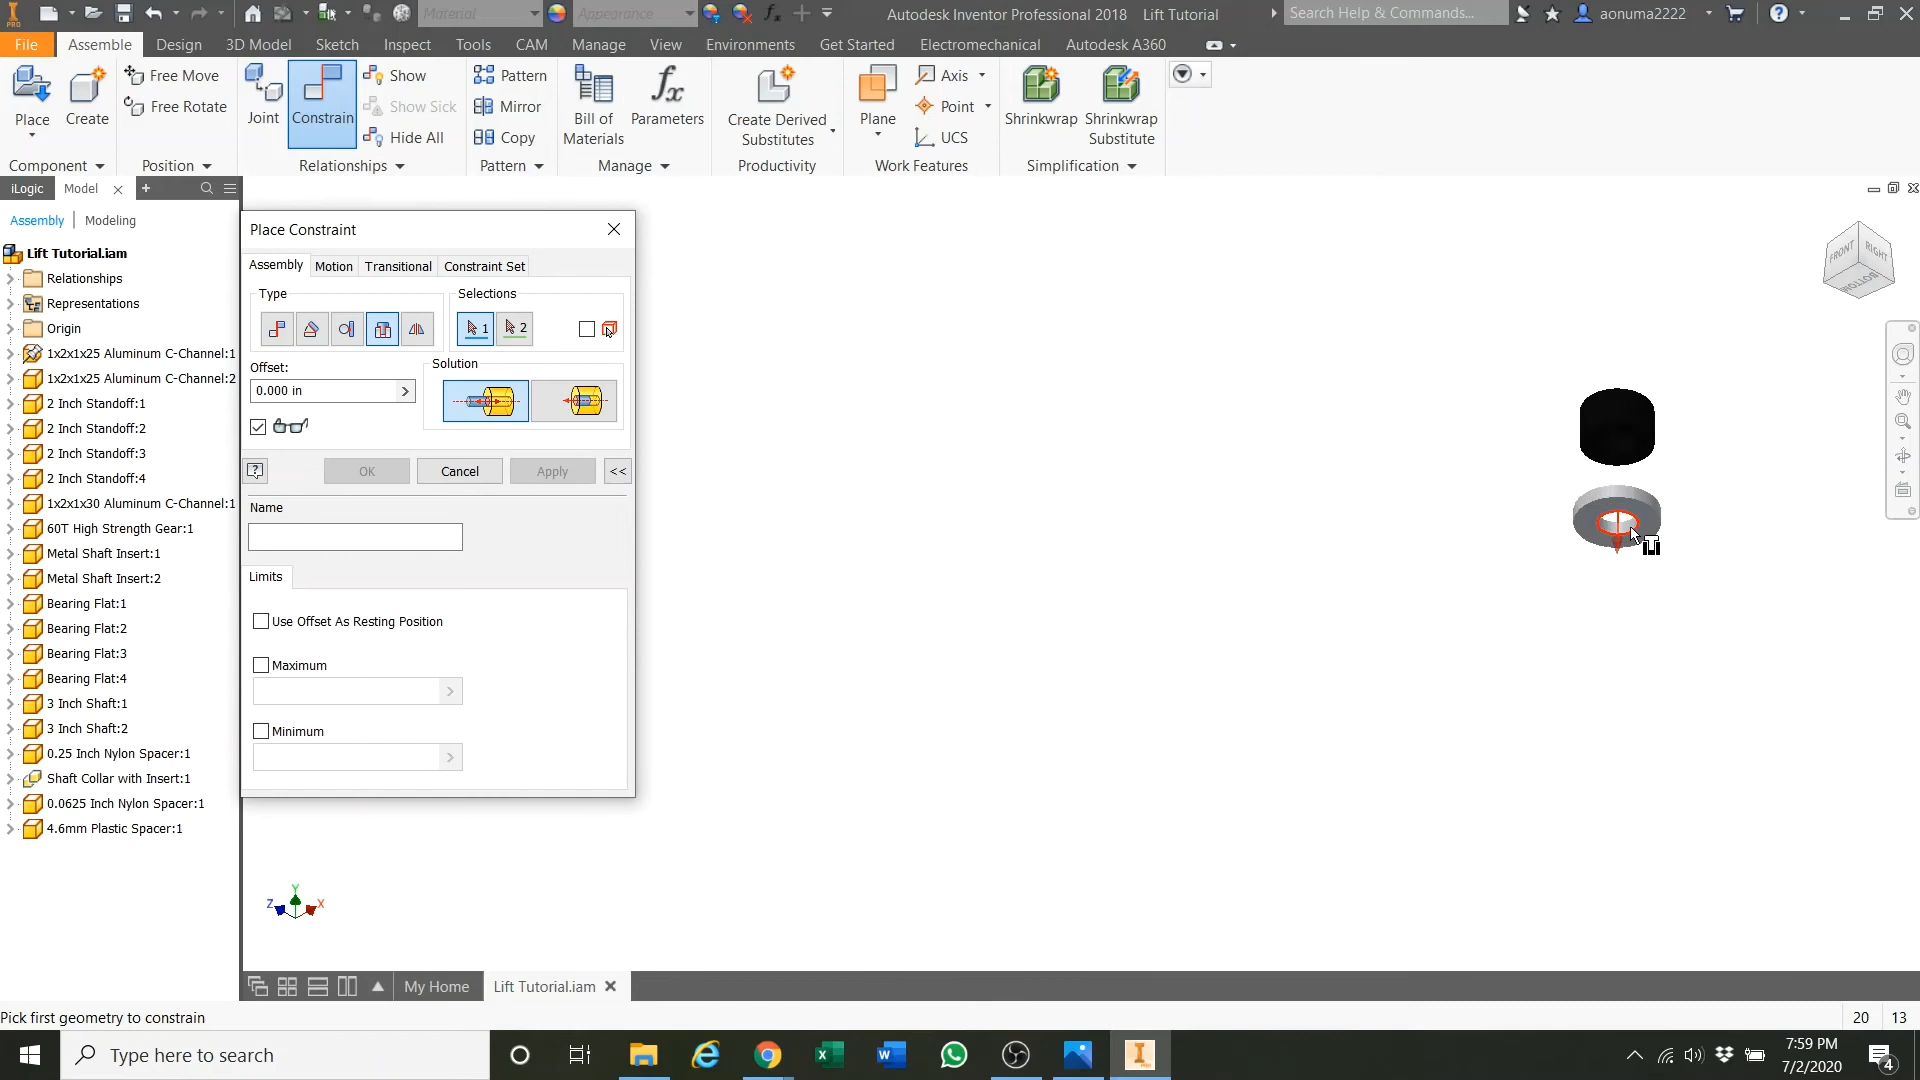 Material
Appearance
Autodesk Inventor Professional 2018 Lift Tutorial
Search Help & Commands...
aonuma2222
PRO
File
Assemble
Design
3D Model
Sketch
Inspect
Tools
CAM
Manage
View
Environments
Get Started
Electromechanical
Autodesk A360
Place
Create
Free Move
Free Rotate
Joint
Constrain
Show
Show Sick
Hide All
Pattern
Mirror
Copy
Bill of
Materials
fx
Parameters
Create Derived
Substitutes
Plane
Axis
Point
UCS
Shrinkwrap
Shrinkwrap
Substitute
Component
Position
Relationships
Pattern
Manage
Productivity
Work Features
Simplification
iLogic
Model
Assembly
Modeling
Lift Tutorial.iam
Relationships
Representations
Origin
1x2x1x25 Aluminum C-Channel:1
1x2x1x25 Aluminum C-Channel:2
2 Inch Standoff:1
2 Inch Standoff:2
2 Inch Standoff:3
2 Inch Standoff:4
1x2x1x30 Aluminum C-Channel:1
60T High Strength Gear:1
Metal Shaft Insert:1
Metal Shaft Insert:2
Bearing Flat:1
Bearing Flat:2
Bearing Flat:3
Bearing Flat:4
3 Inch Shaft:1
3 Inch Shaft:2
0.25 Inch Nylon Spacer:1
Shaft Collar with Insert:1
0.0625 Inch Nylon Spacer:1
4.6mm Plastic Spacer:1
Place Constraint
Assembly
Motion
Transitional
Constraint Set
Type
Selections
1
2
Offset:
Solution
0.000 in
OK
Cancel
Apply
<<
Name
Limits
Use Offset As Resting Position
Maximum
Minimum
FRONT
RIGHT
BOTTOM
Y
Z
X
My Home
Lift Tutorial.iam
Pick first geometry to constrain
20
13
Type here to search
7:59 PM
7/2/2020
4